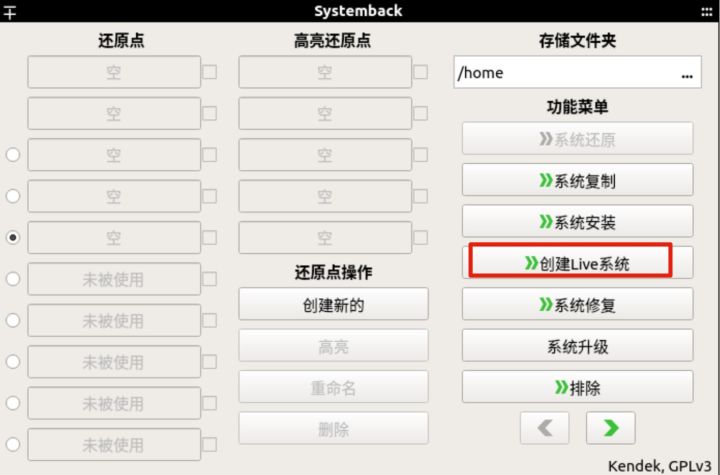 Systemback
还原点
空
空
空
空
空
未被使用
未被使用
未被使用
未被使用
未被使用
高亮还原点
空
空
空
空
空
还原点操作
创建新的
高亮
重命名
删除
存储文件夹
/home
...
功能菜单
系统还原
系统复制
系统安装
创建Live系统
系统修复
系统升级
排除
Kendek, GPLv3